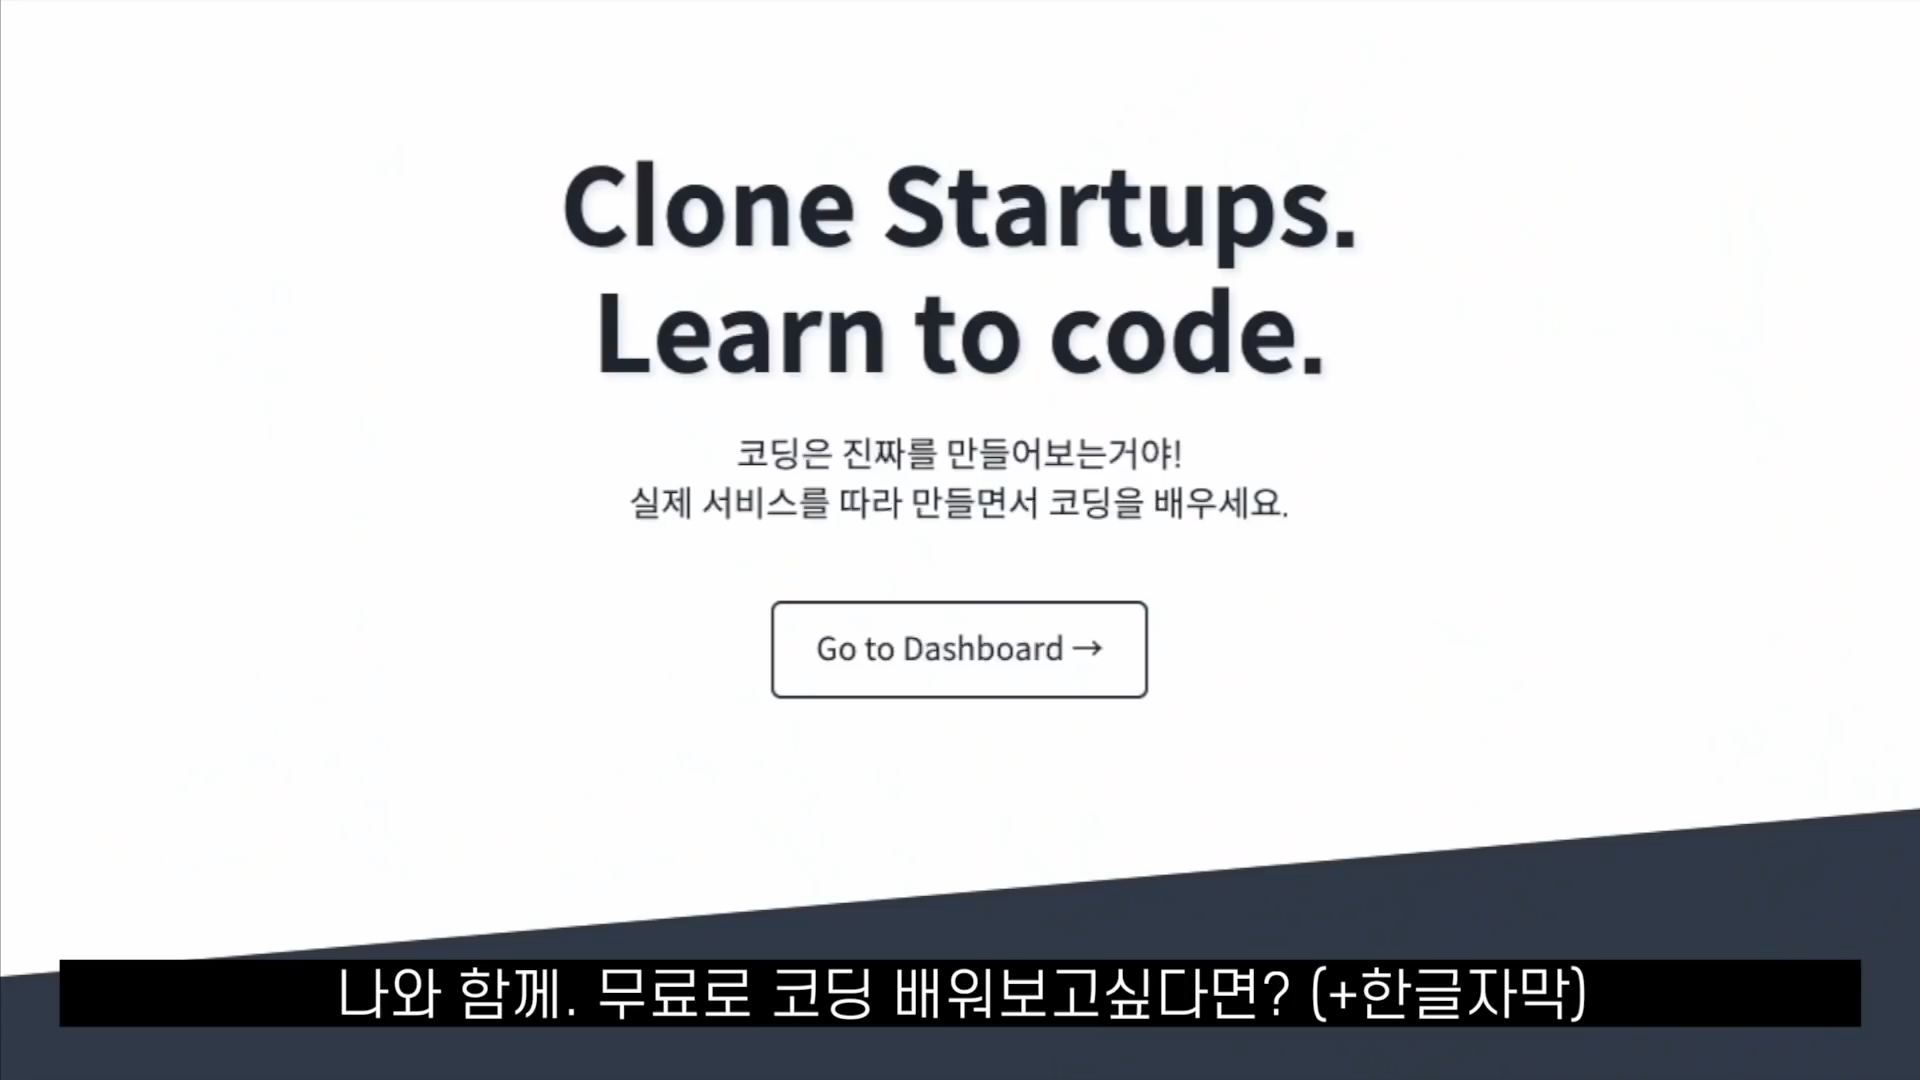 Clone Startups.
Learn to code.
코딩은 진짜를 만들어보는거야!
실제 서비스를 따라 만들면서 코딩을 배우세요.
Go to Dashboard →
나와 함께. 무료로 코딩 배워보고싶다면? (+한글자막)